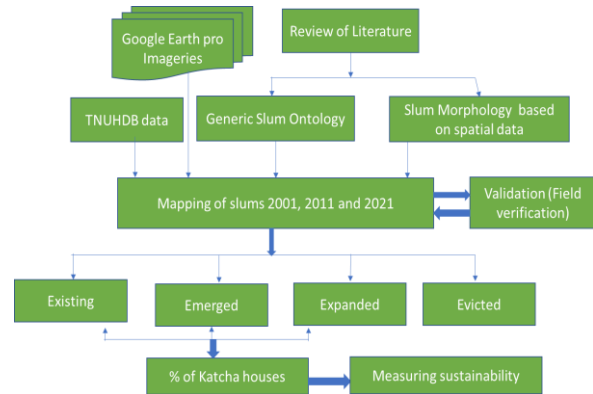 Google Earth pro
Imageries
Review of Literature
TNUHDB data
Generic Slum Ontology
Slum Morphology based
on spatial data
Mapping of slums 2001, 2011 and 2021
Validation (Field
verification)
Existing
Emerged
Expanded
Evicted
% of Katcha houses
Measuring sustainability